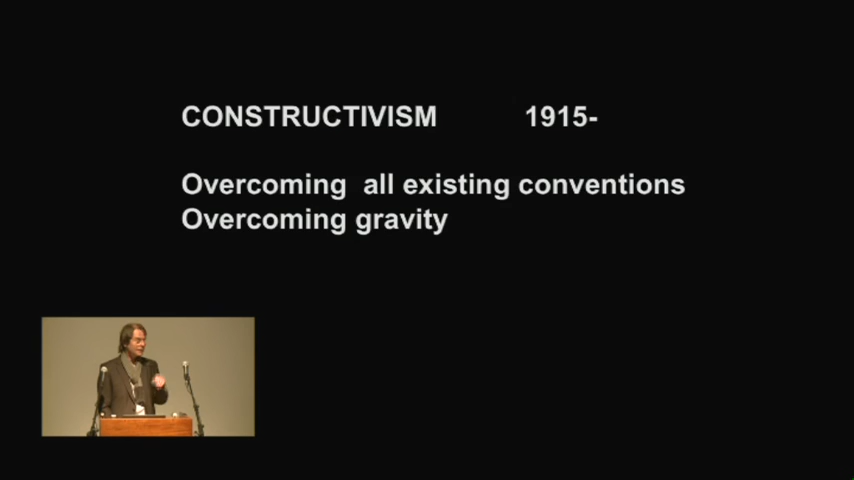 CONSTRUCTIVISM 1915-
Overcoming all existing conventions
Overcoming gravity